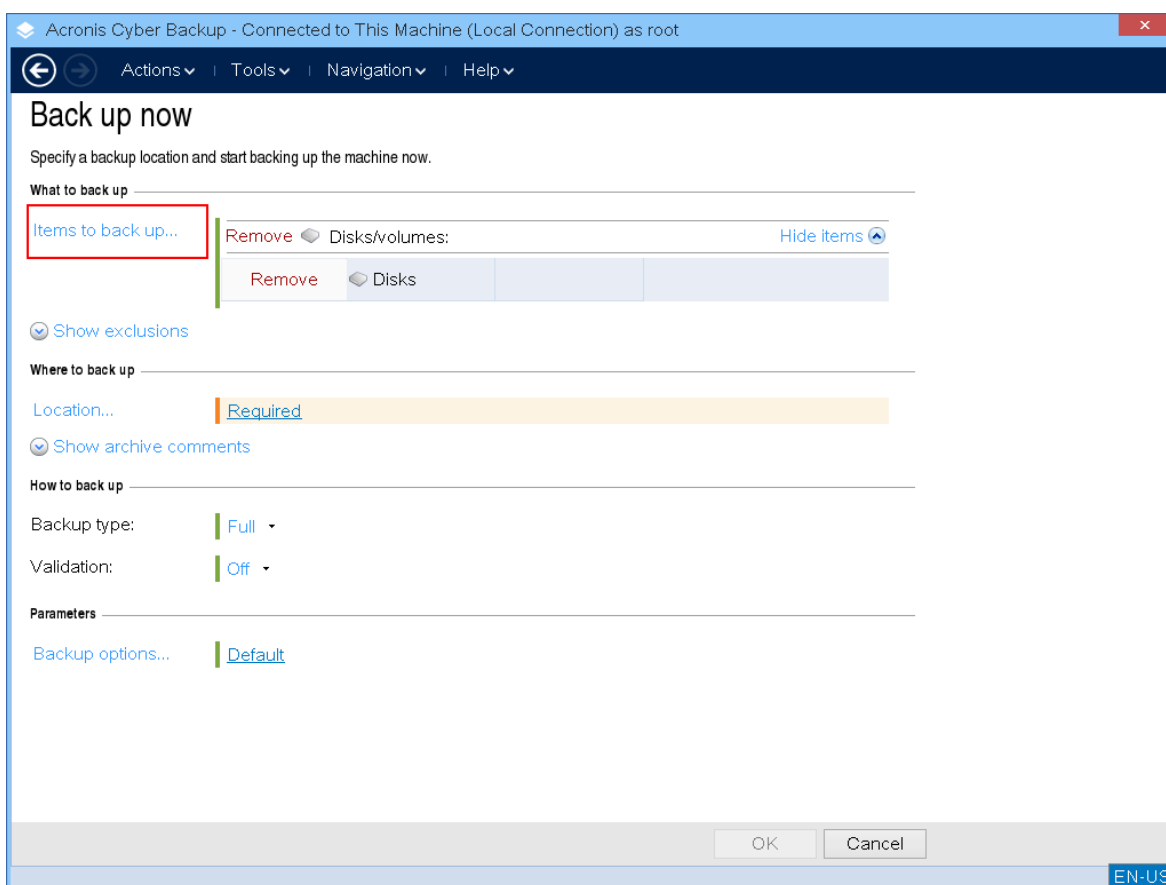 Acronis Cyber Backup - Connected to This Machine (Local Connection) as root
Actions Tools Navigation Help
Back up now
Specify a backup location and start backing up the machine now.
What to back up
Items to back up... Remove Disks/volumes: Hide items
Remove Disks
Show exclusions
Where to back up
Location... Required
Show archive comments
How to back up
Backup type: Full
Validation: Off
Parameters
Backup options... Default
OK Cancel
EN-US